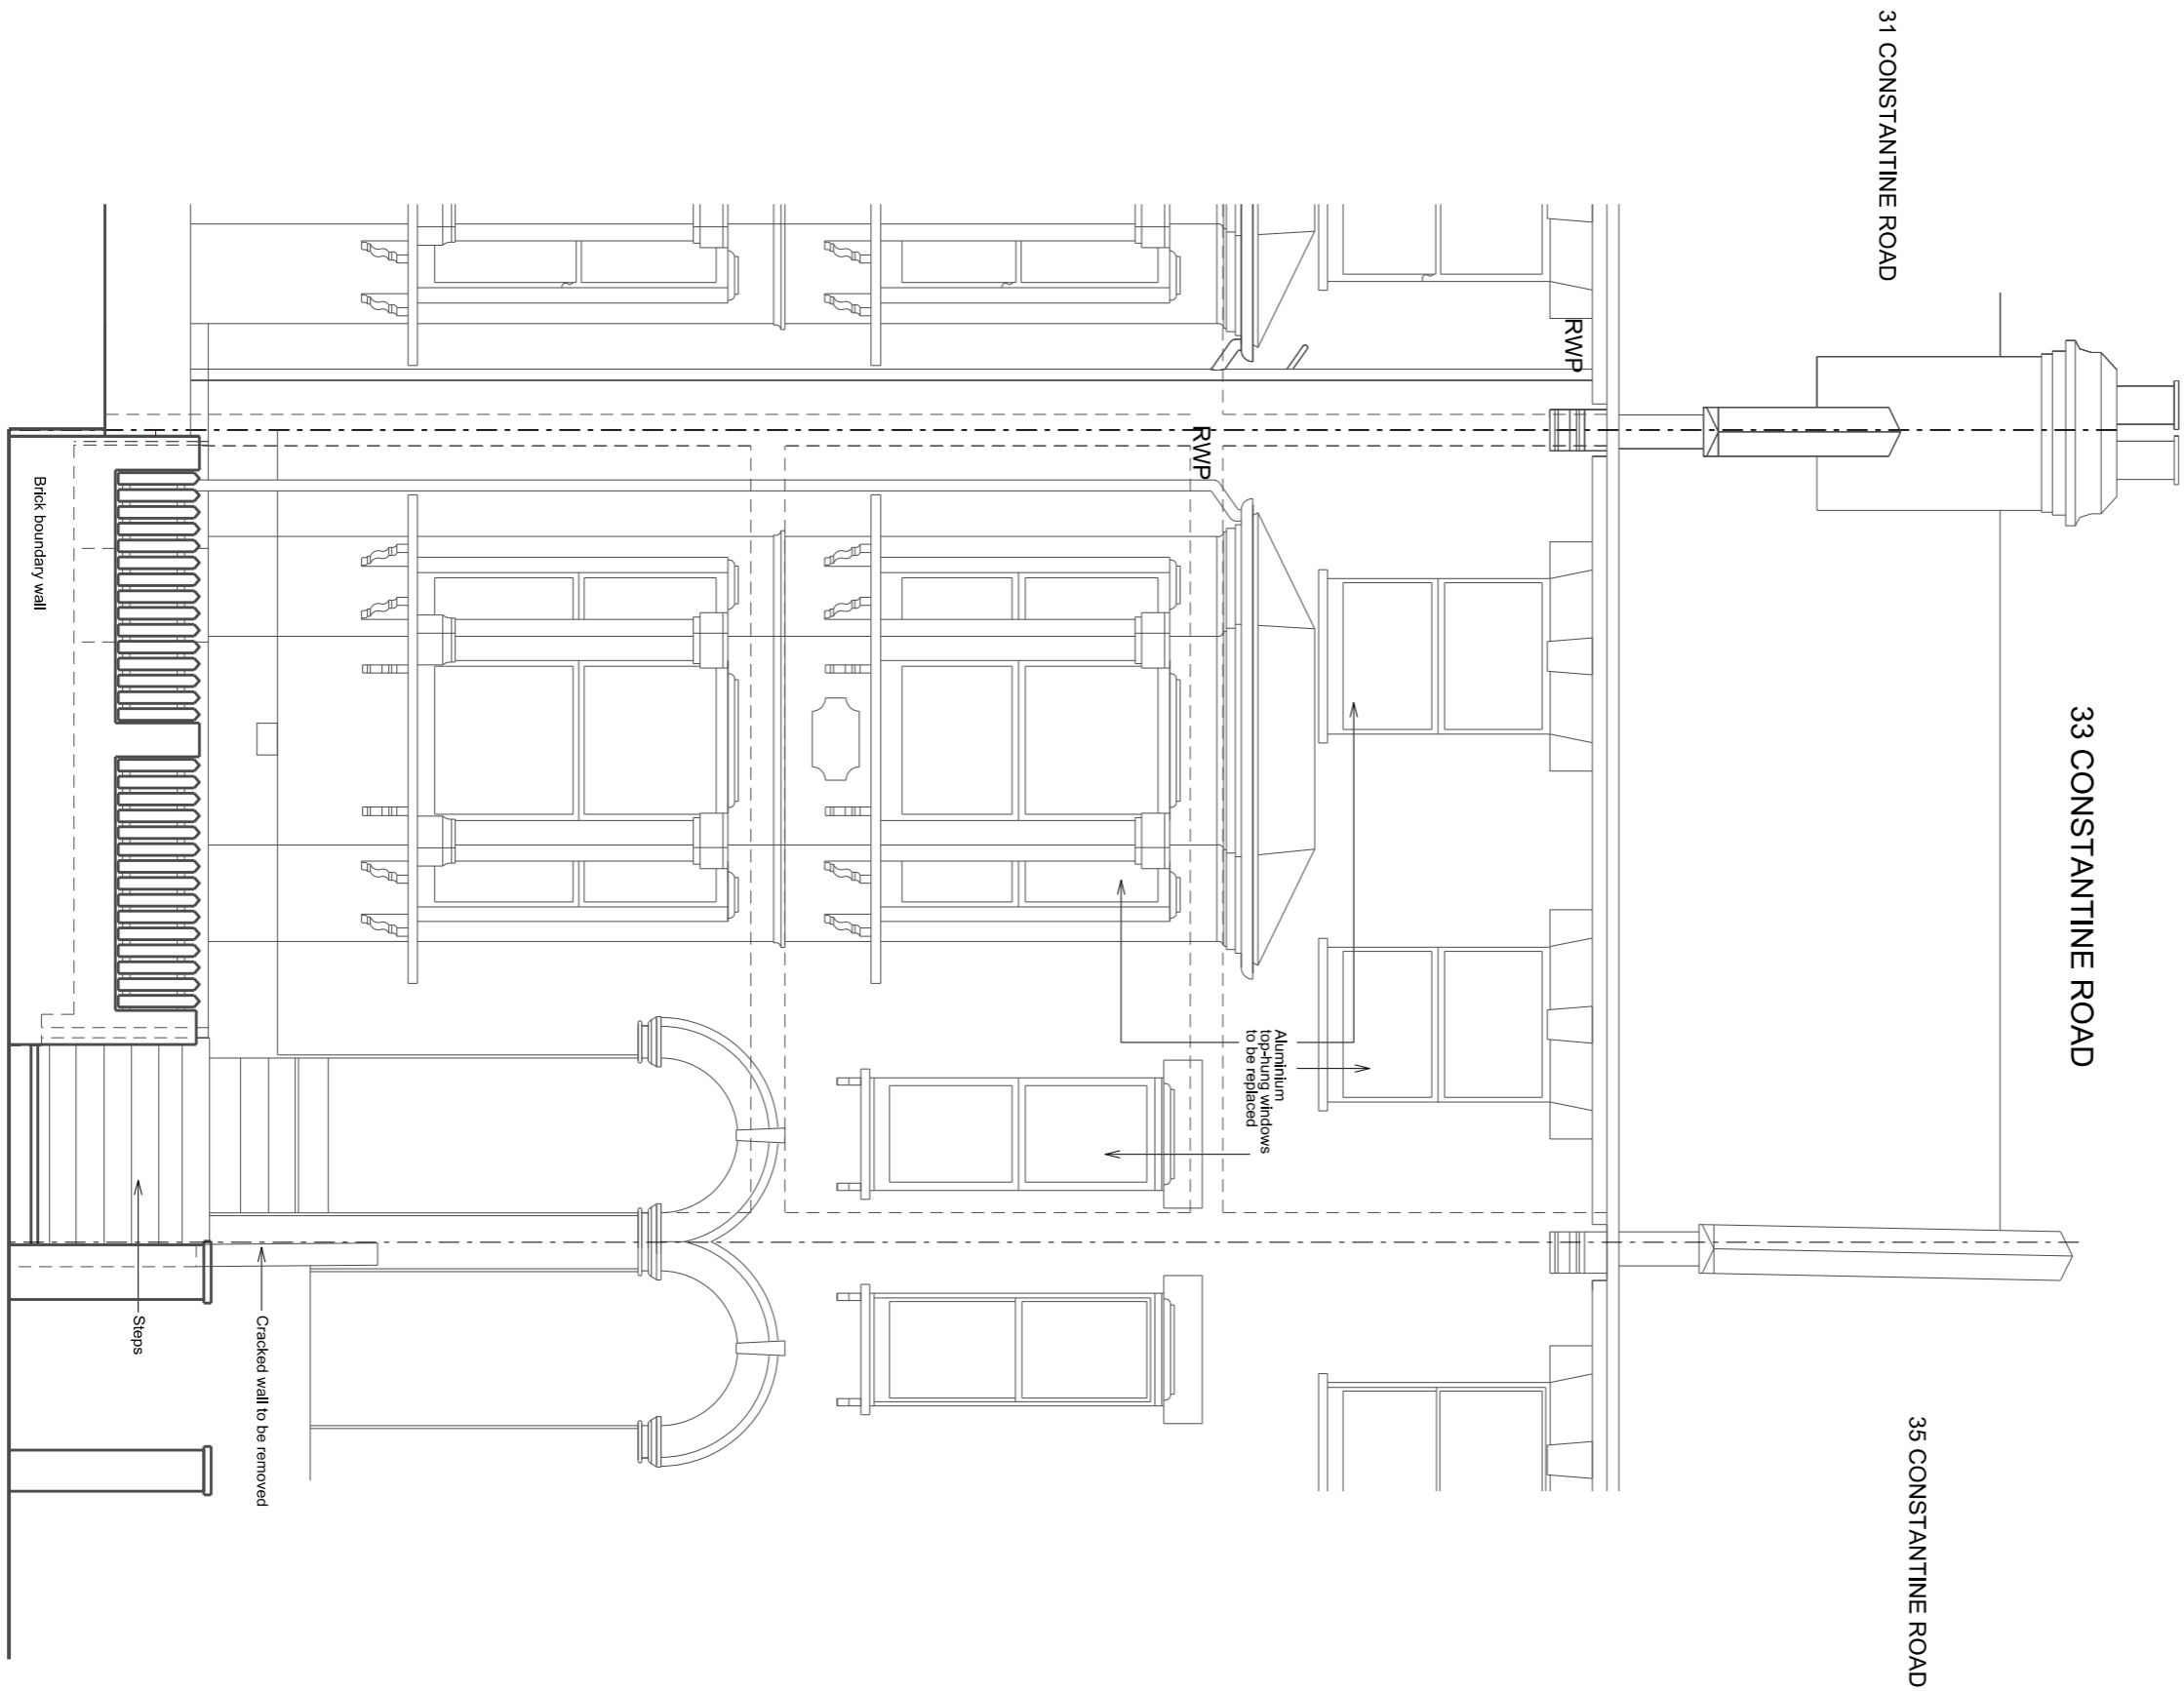 33 CONSTANTINE ROAD
31 CONSTANTINE ROAD
35 CONSTANTINE ROAD
RWP
Aluminium
top-hung windows
to be replaced
RWP
Cracked wall to be removed
Steps
Brick boundary wall